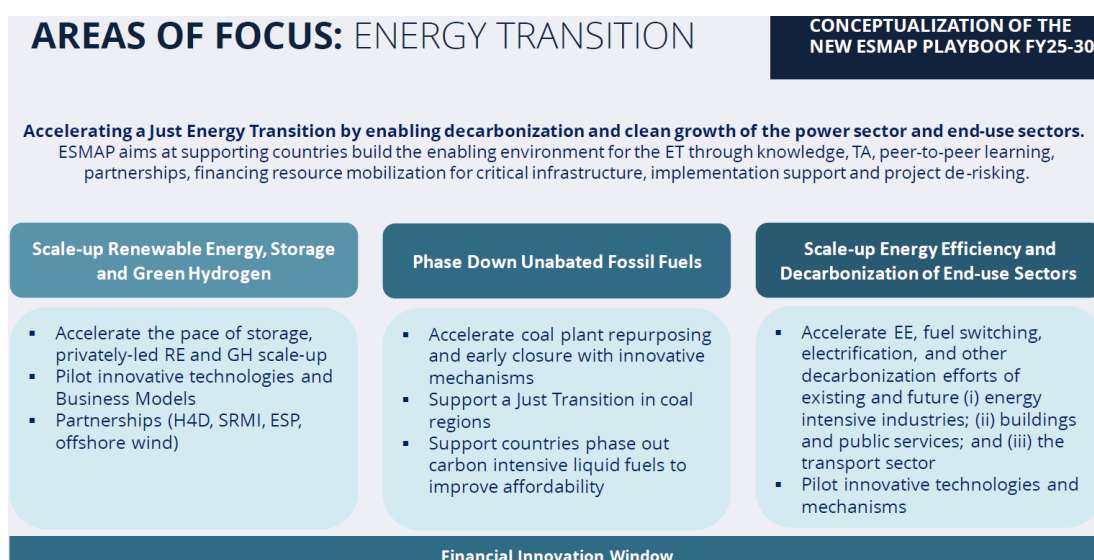 AREAS OF FOCUS: ENERGY TRANSITION
CONCEPTUALIZATION OF THE
NEW ESMAP PLAYBOOK FY25-30
Accelerating a Just Energy Transition by enabling decarbonization and clean growth of the power sector and end-use sectors.
ESMAP aims at supporting countries build the enabling environment for the ET through knowledge, TA, peer-to-peer learning,
partnerships, financing resource mobilization for critical infrastructure, implementation support and project de-risking.
Scale-up Renewable Energy, Storage
and Green Hydrogen
▪ Accelerate the pace of storage,
privately-led RE and GH scale-up
▪ Pilot innovative technologies and
Business Models
▪ Partnerships (H4D, SRMI, ESP,
offshore wind)
Phase Down Unabated Fossil Fuels
▪ Accelerate coal plant repurposing
and early closure with innovative
mechanisms
▪ Support a Just Transition in coal
regions
▪ Support countries phase out
carbon intensive liquid fuels to
improve affordability
Scale-up Energy Efficiency and
Decarbonization of End-use Sectors
▪ Accelerate EE, fuel switching,
electrification, and other
decarbonization efforts of
existing and future (i) energy
intensive industries; (ii) buildings
and public services; and (iii) the
transport sector
▪ Pilot innovative technologies and
mechanisms
Financial Innovation Window